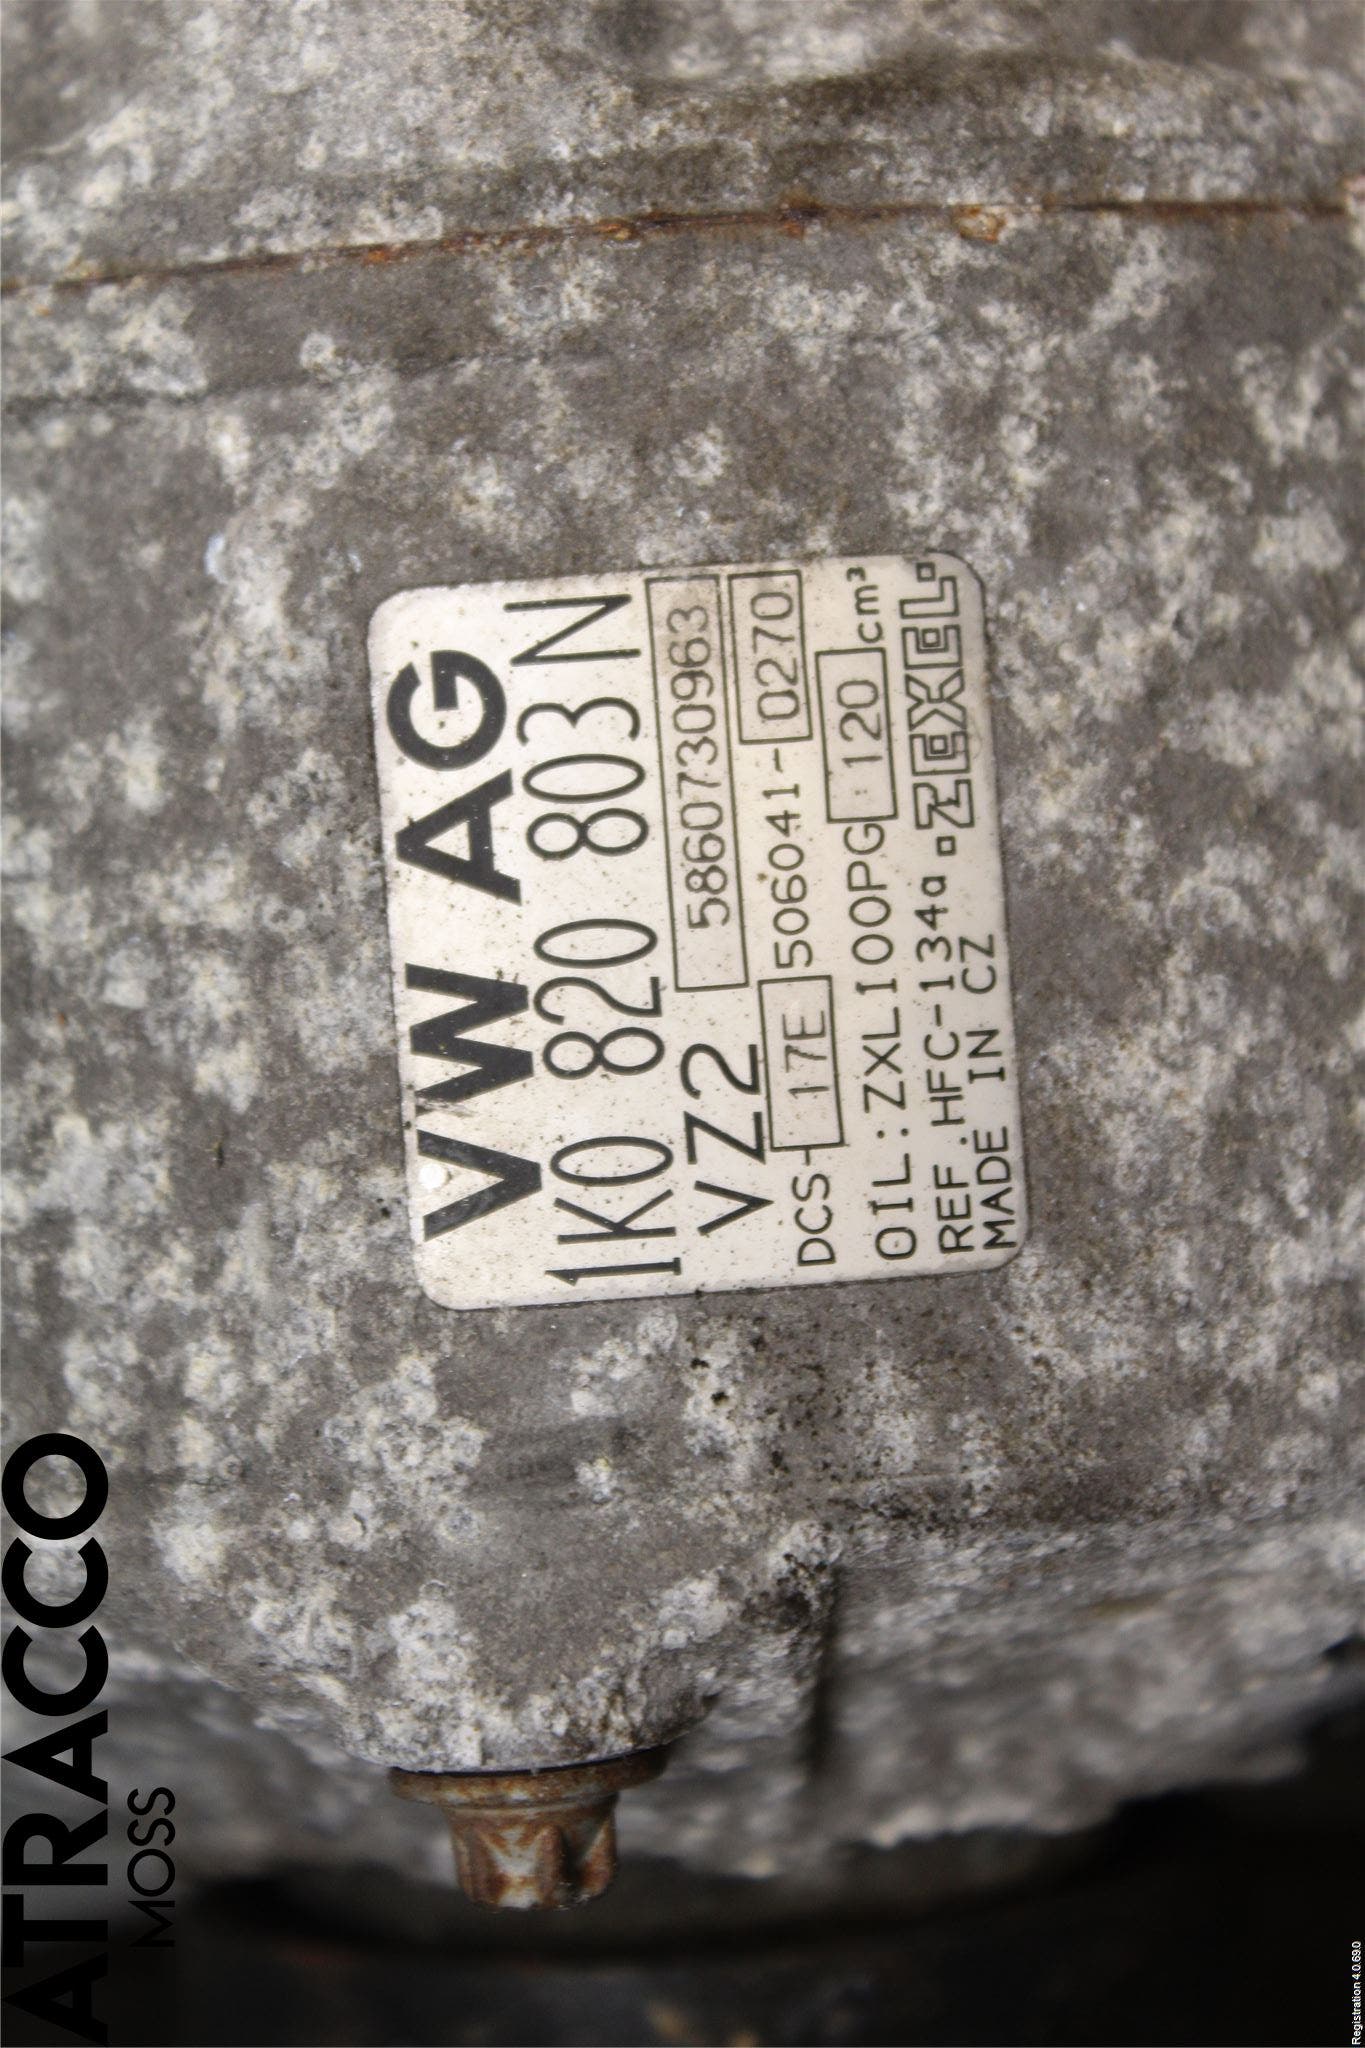 VW AG
1K0 820 803 N
VZ2 5860730963
DCS-17E 506041-0270
OIL:ZXL100PG 120 cm³
REF.HFC-134a ZEXEL
MADE IN CZ
ATRACCO
MOSS
Registration 4.0.69.0